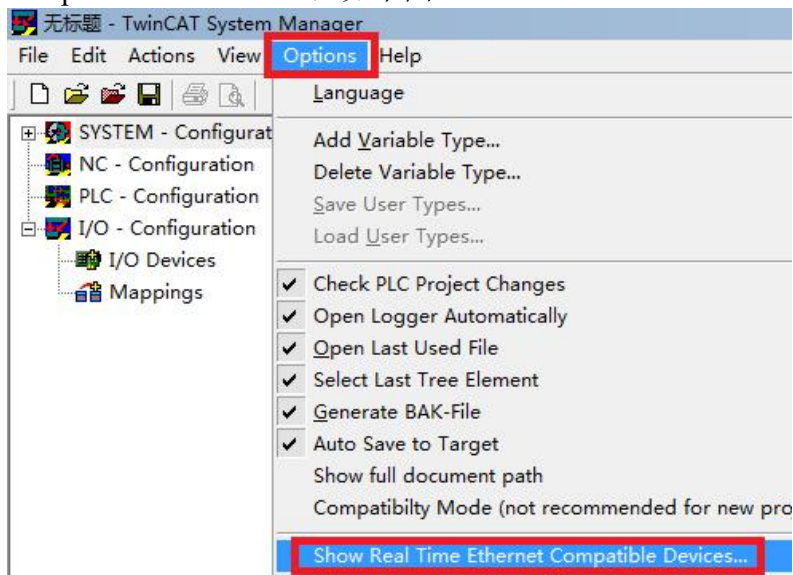 无标题 - TwinCAT System Manager
File Edit Actions View Options Help
Language
SYSTEM - Configurat
Add Variable Type...
NC - Configuration
Delete Variable Type...
PLC - Configuration
Save User Types...
I/O - Configuration
Load User Types...
I/O Devices
Check PLC Project Changes
Mappings
Open Logger Automatically
Open Last Used File
Select Last Tree Element
Generate BAK-File
Auto Save to Target
Show full document path
Compatibilty Mode (not recommended for new pro
Show Real Time Ethernet Compatible Devices...